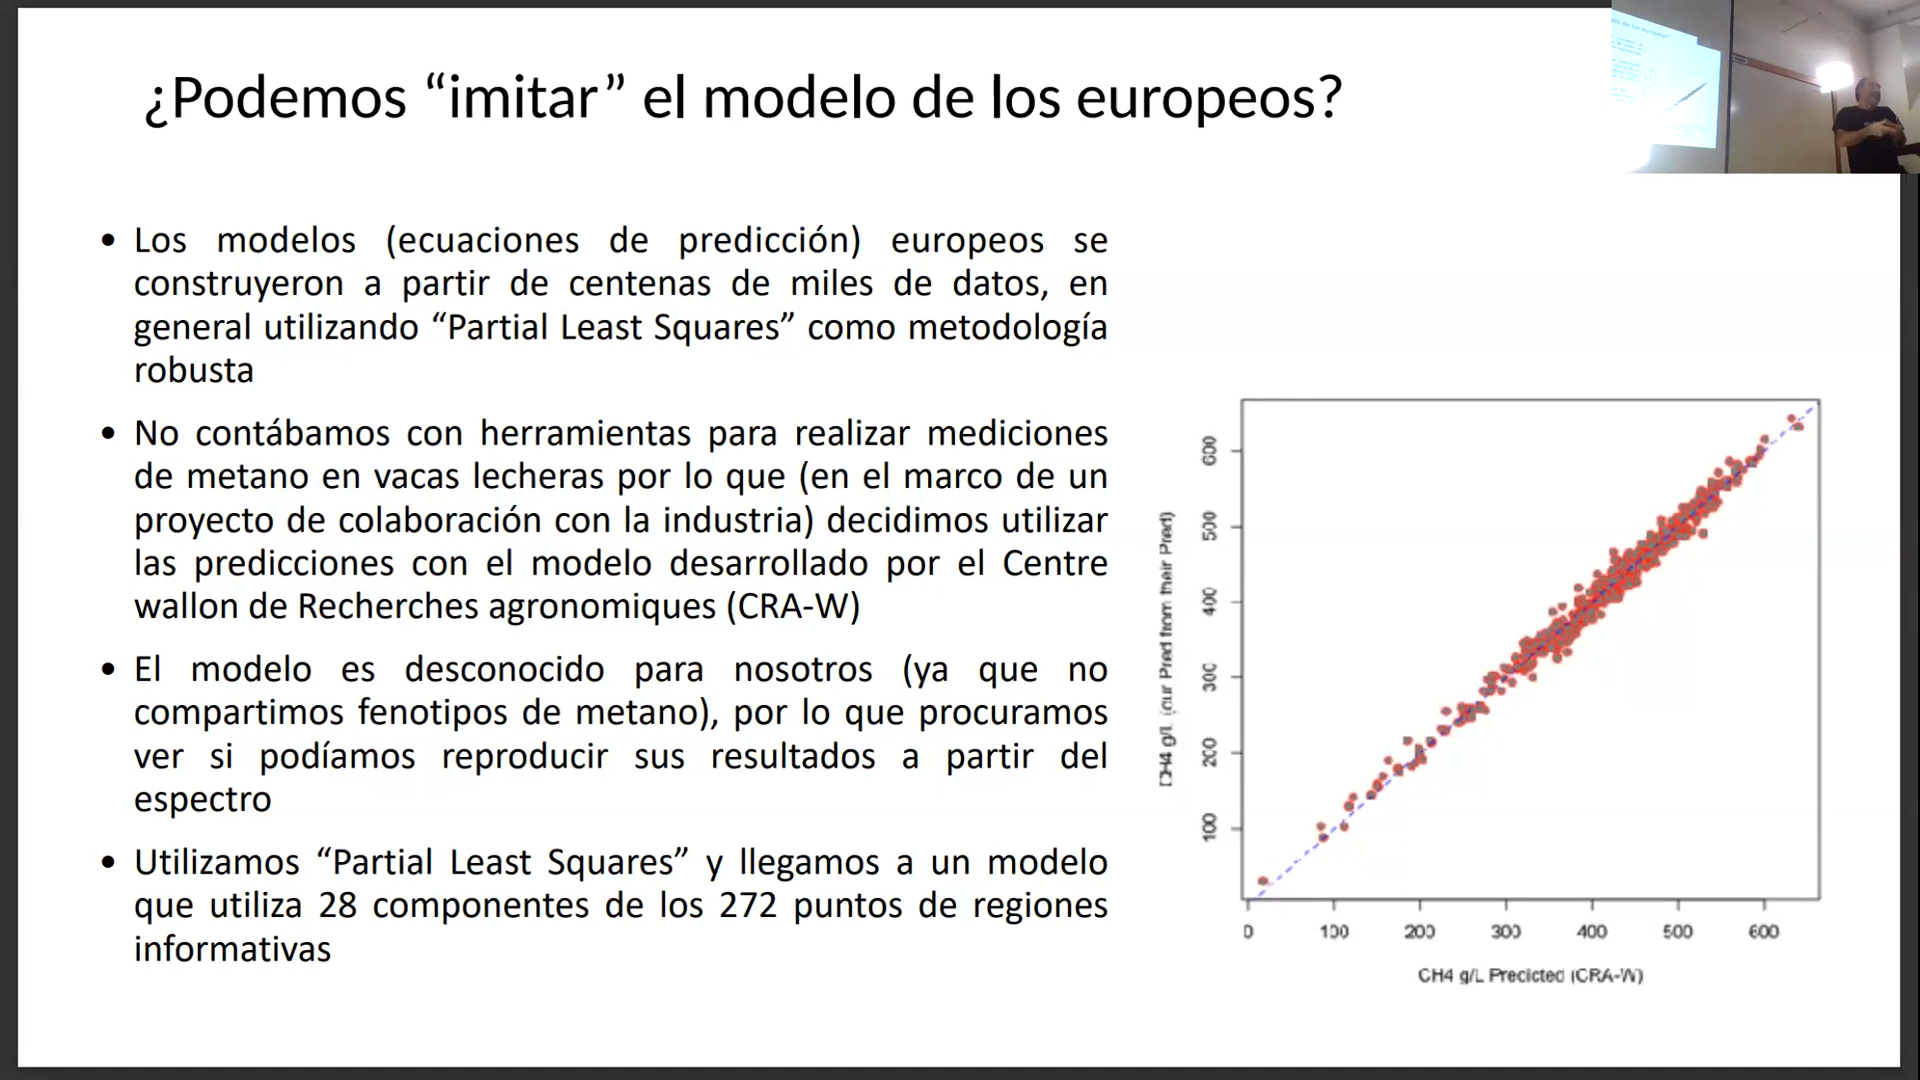 ¿Podemos “imitar” el modelo de los europeos?
• Los modelos (ecuaciones de predicción) europeos se
construyeron a partir de centenas de miles de datos, en
general utilizando “Partial Least Squares” como metodología
robusta
• No contábamos con herramientas para realizar mediciones
de metano en vacas lecheras por lo que (en el marco de un
proyecto de colaboración con la industria) decidimos utilizar
las predicciones con el modelo desarrollado por el Centre
wallon de Recherches agronomiques (CRA-W)
• El modelo es desconocido para nosotros (ya que no
compartimos fenotipos de metano), por lo que procuramos
ver si podíamos reproducir sus resultados a partir del
espectro
• Utilizamos “Partial Least Squares” y llegamos a un modelo
que utiliza 28 componentes de los 272 puntos de regiones
informativas
CH4 g/L (our Pred from their Pred)
600
500
400
300
200
100
0 100 200 300 400 500 600
CH4 g/L Predicted (CRA-W)